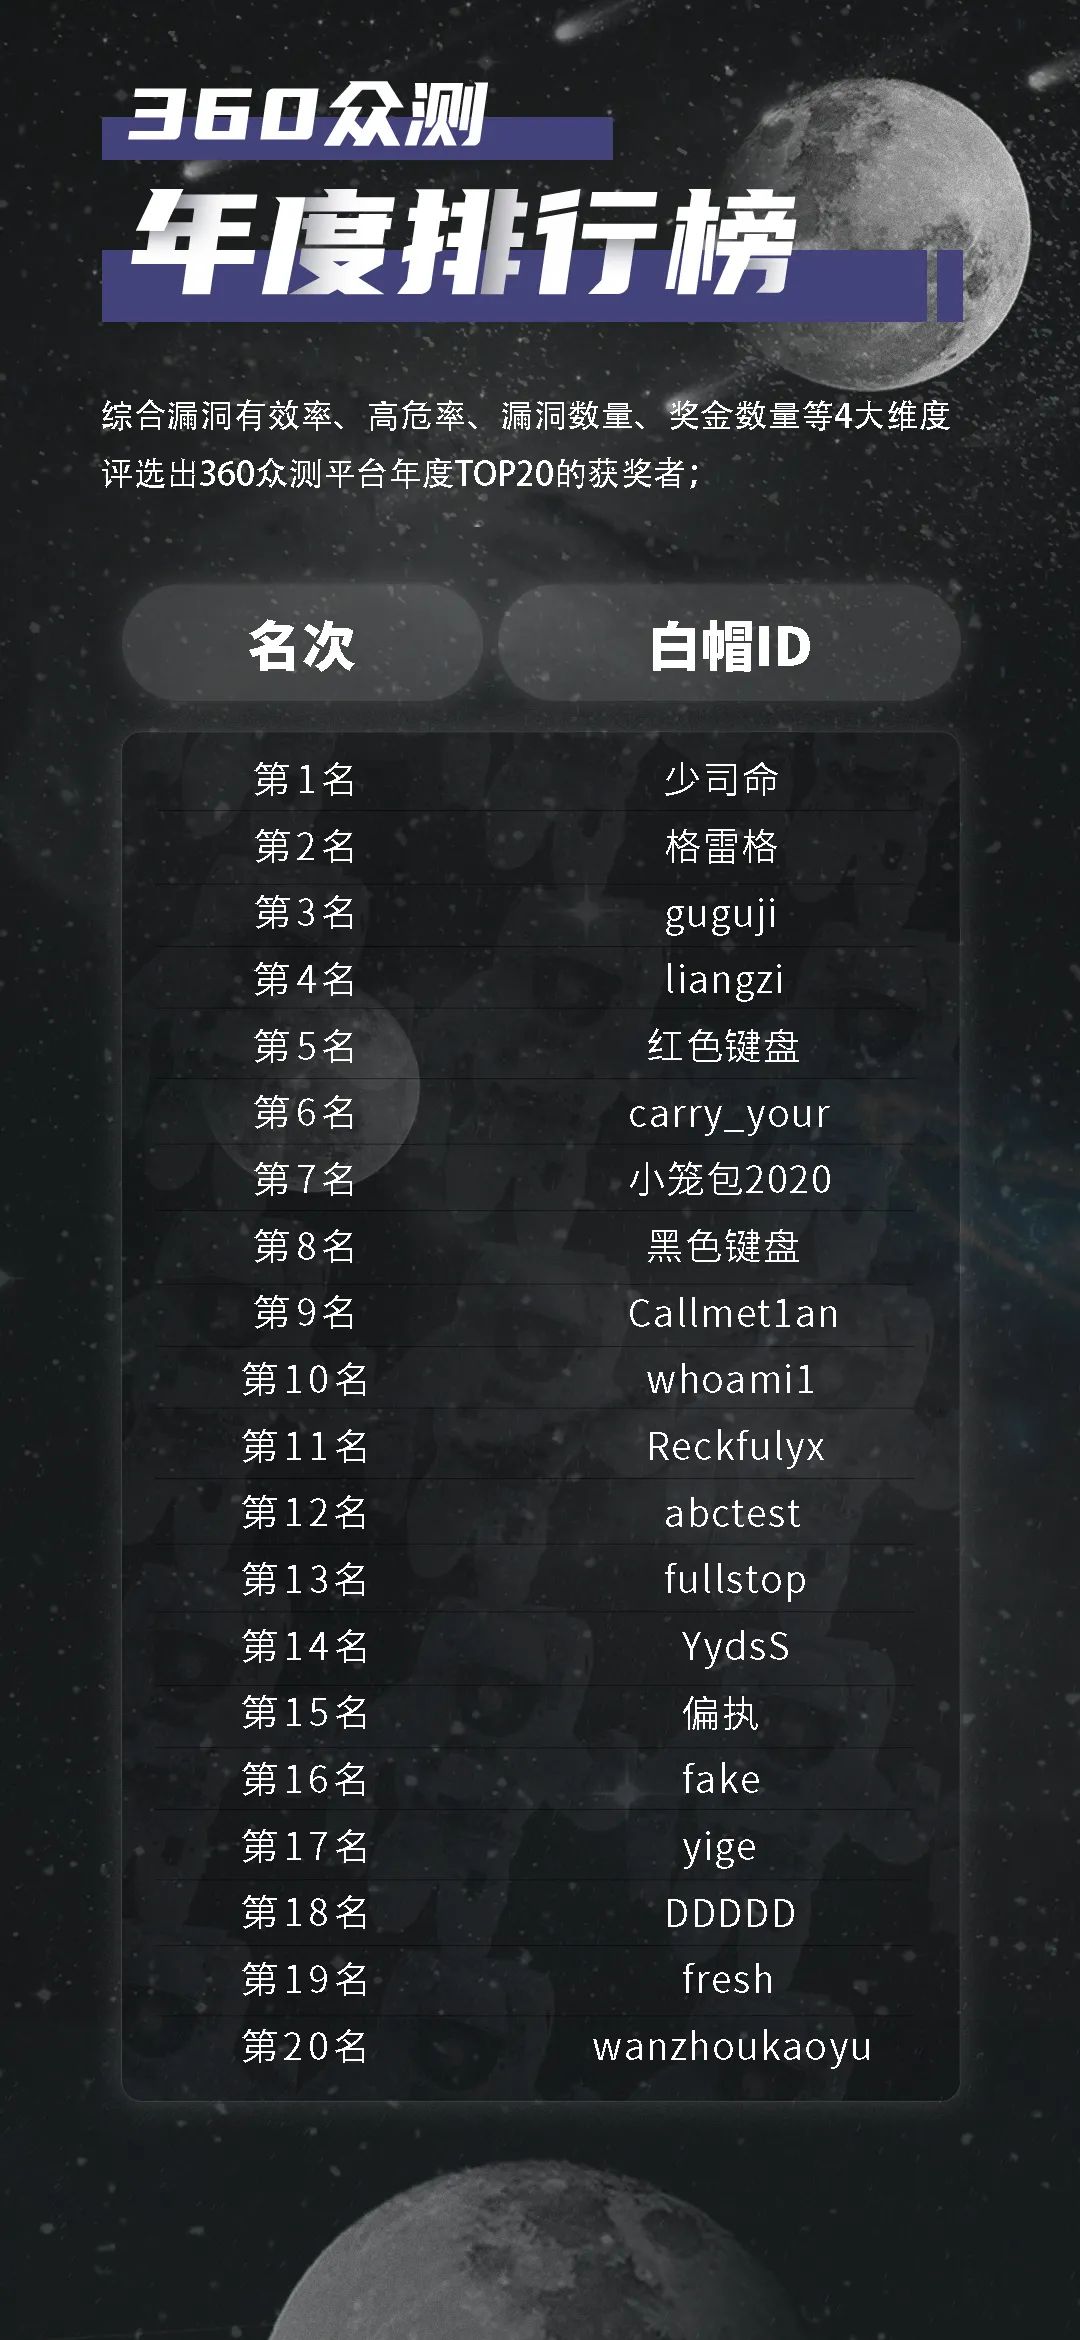 360众测
年度排行榜
综合漏洞有效率、高危率、漏洞数量、奖金数量等4大维度
评选出360众测平台年度TOP20的获奖者；
名次 白帽ID
第1名 少司命
第2名 格雷格
第3名 guguji
第4名 liangzi
第5名 红色键盘
第6名 carry_your
第7名 小笼包2020
第8名 黑色键盘
第9名 Callmet1an
第10名 whoami1
第11名 Reckfulyx
第12名 abctest
第13名 fullstop
第14名 YydsS
第15名 偏执
第16名 fake
第17名 yige
第18名 DDDDD
第19名 fresh
第20名 wanzhoukaoyu